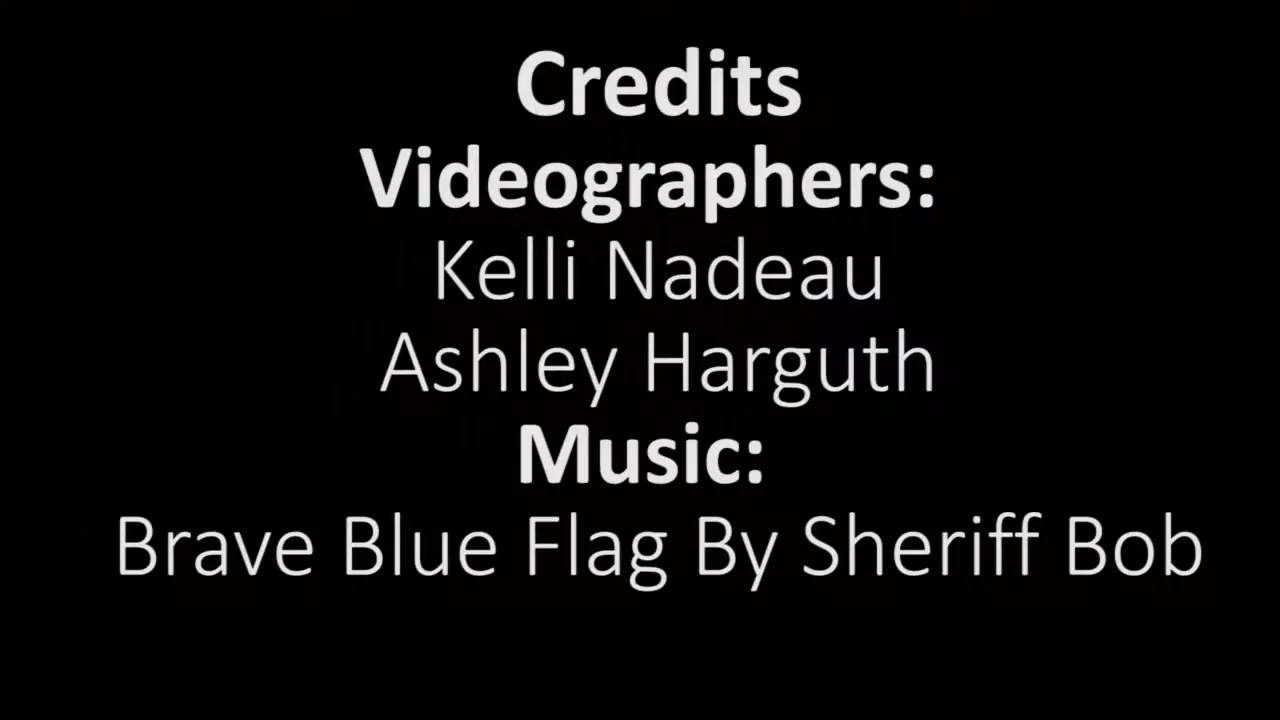 Credits
Videographers:
Kelli Nadeau
Ashley Harguth
Music:
Brave Blue Flag By Sheriff Bob